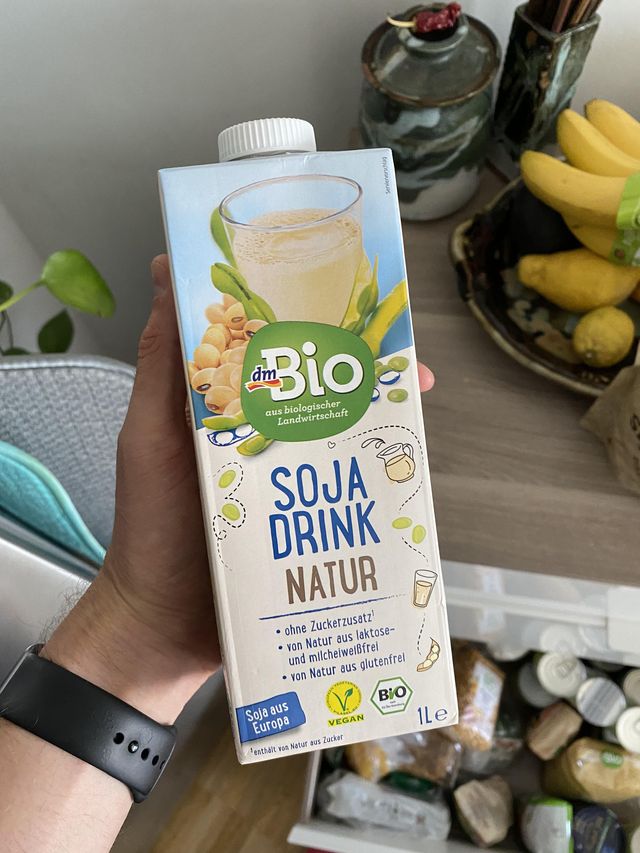 dm
Bio
aus biologischer
Landwirtschaft
SOJA
DRINK
NATUR
• ohne Zuckerzusatz¹
• von Natur aus laktose-
und milcheiweißfrei
• von Natur aus glutenfrei
Soja aus
Europa
VEGAN
BIO
1L e
¹enthält von Natur aus Zucker